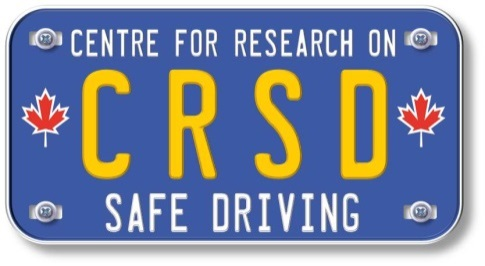 CENTRE FOR RESEARCH ON
CRSD
SAFE DRIVING